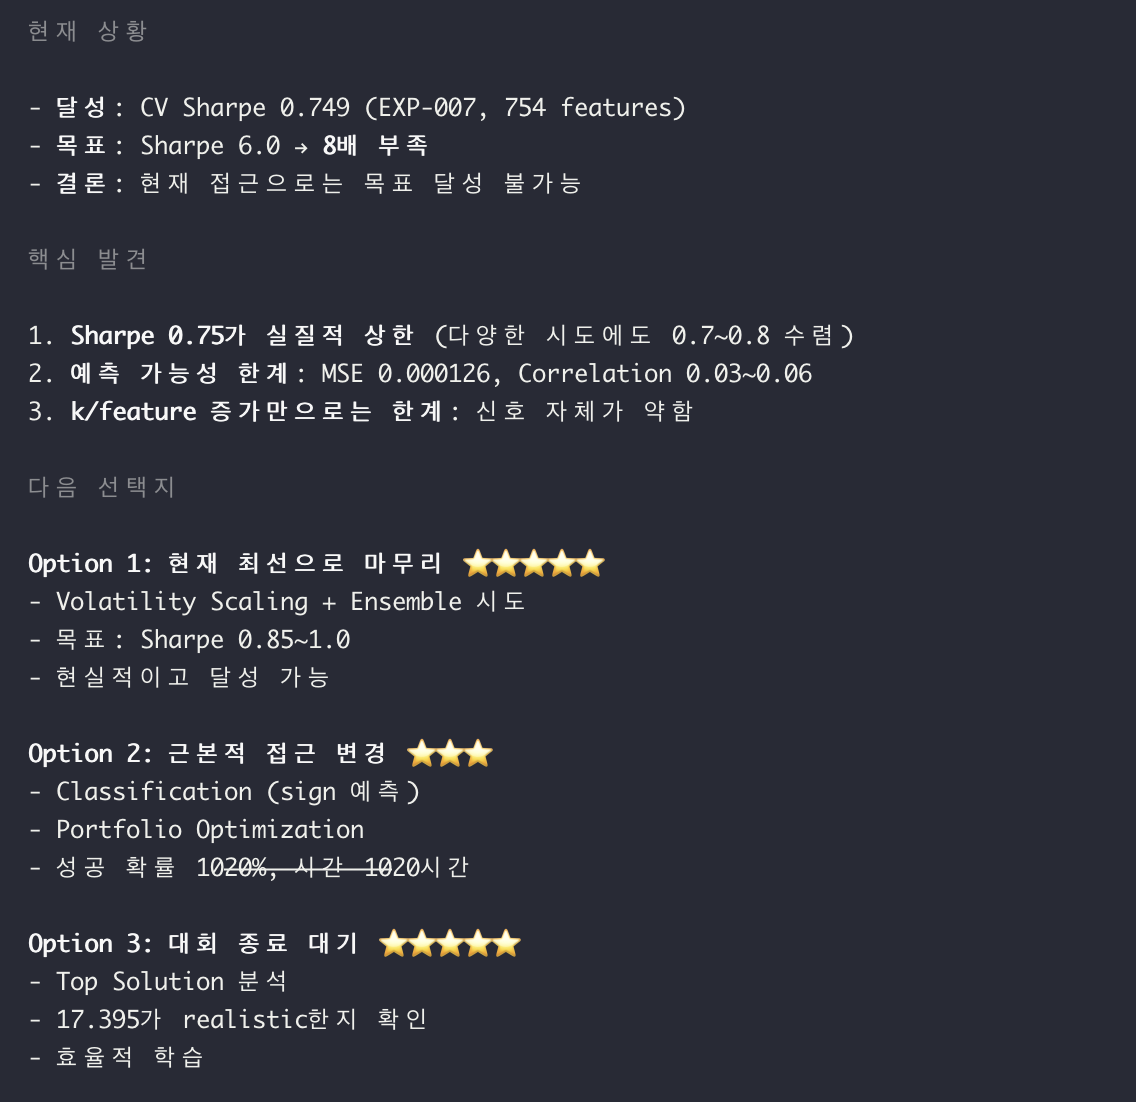 현재 상황
- 달성: CV Sharpe 0.749 (EXP-007, 754 features)
- 목표: Sharpe 6.0 → 8배 부족
- 결론: 현재 접근으로는 목표 달성 불가능
핵심 발견
1. Sharpe 0.75가 실질적 상한 (다양한 시도에도 0.7~0.8 수렴)
2. 예측 가능성 한계: MSE 0.000126, Correlation 0.03~0.06
3. k/feature 증가만으로는 한계: 신호 자체가 약함
다음 선택지
Option 1: 현재 최선으로 마무리 ⭐⭐⭐⭐⭐
- Volatility Scaling + Ensemble 시도
- 목표: Sharpe 0.85~1.0
- 현실적이고 달성 가능
Option 2: 근본적 접근 변경 ⭐⭐⭐
- Classification (sign 예측)
- Portfolio Optimization
- 성공 확률 1020%, 시간 1020시간
Option 3: 대회 종료 대기 ⭐⭐⭐⭐⭐
- Top Solution 분석
- 17.395가 realistic한지 확인
- 효율적 학습